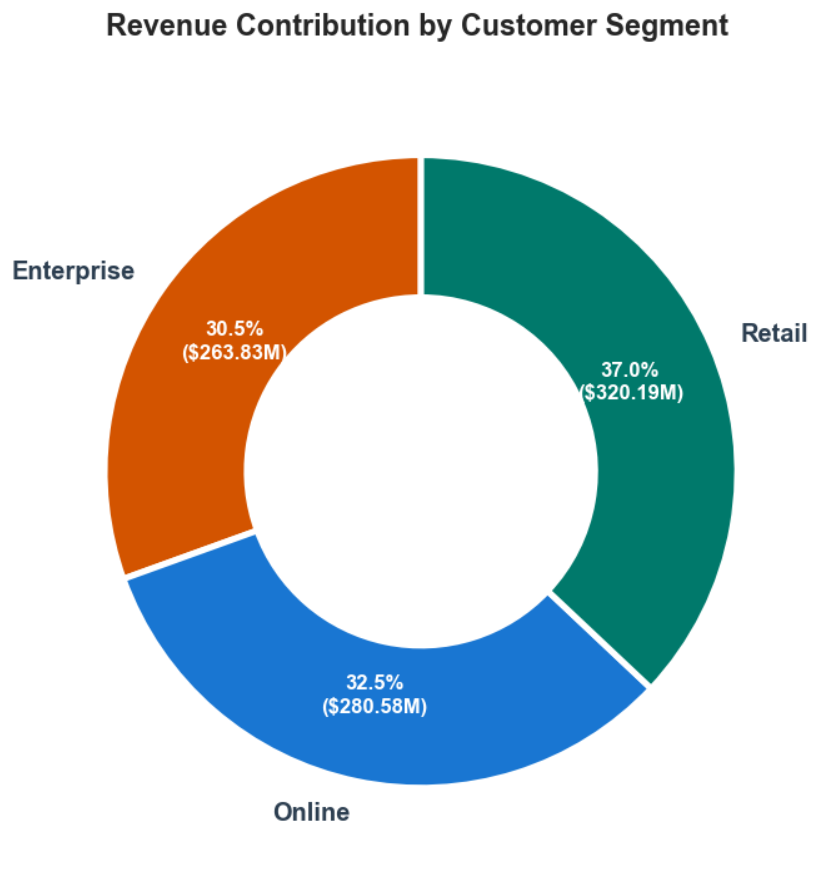 Revenue Contribution by Customer Segment
Enterprise
30.5%
($263.83M)
Retail
37.0%
($320.19M)
32.5%
($280.58M)
Online